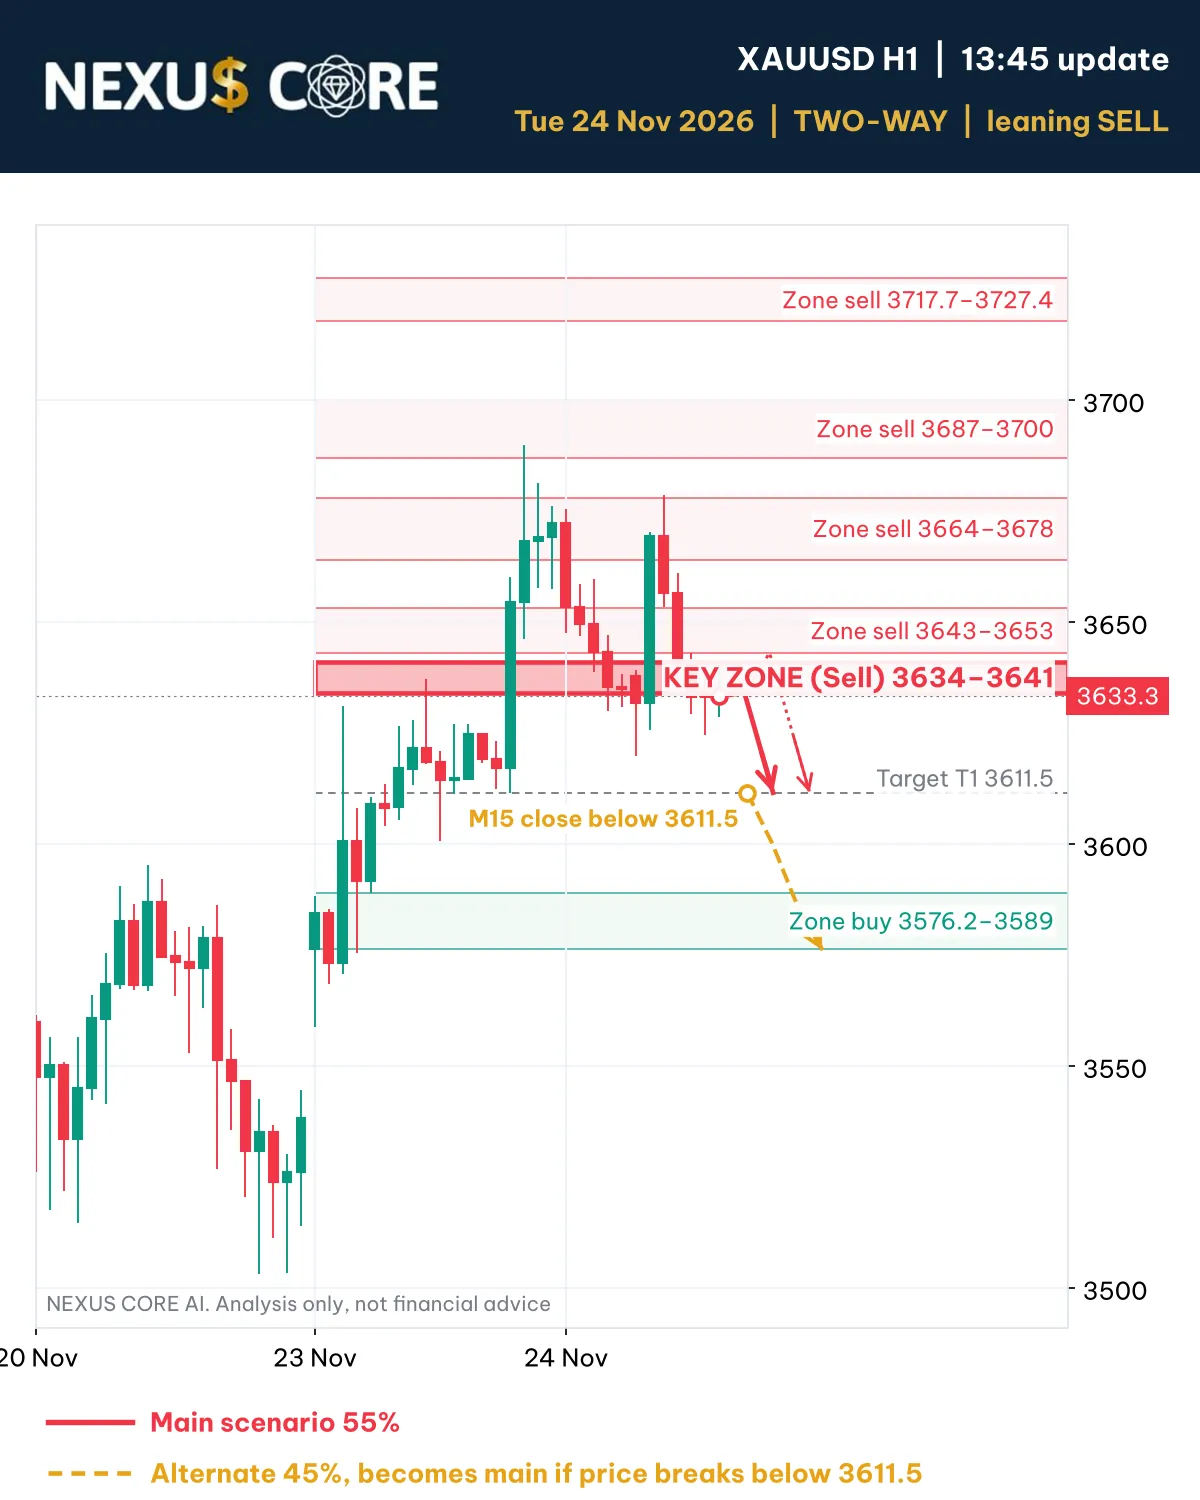 NEXU$ CORE
XAUUSD H1 | 13:45 update
Tue 24 Nov 2026 | TWO-WAY | leaning SELL
Zone sell 3717.7–3727.4
3700
Zone sell 3687–3700
Zone sell 3664–3678
3650
Zone sell 3643–3653
KEY ZONE (Sell) 3634–3641
3633.3
Target T1 3611.5
M15 close below 3611.5
3600
Zone buy 3576.2–3589
3550
3500
NEXUS CORE AI. Analysis only, not financial advice
20 Nov
23 Nov
24 Nov
Main scenario 55%
Alternate 45%, becomes main if price breaks below 3611.5